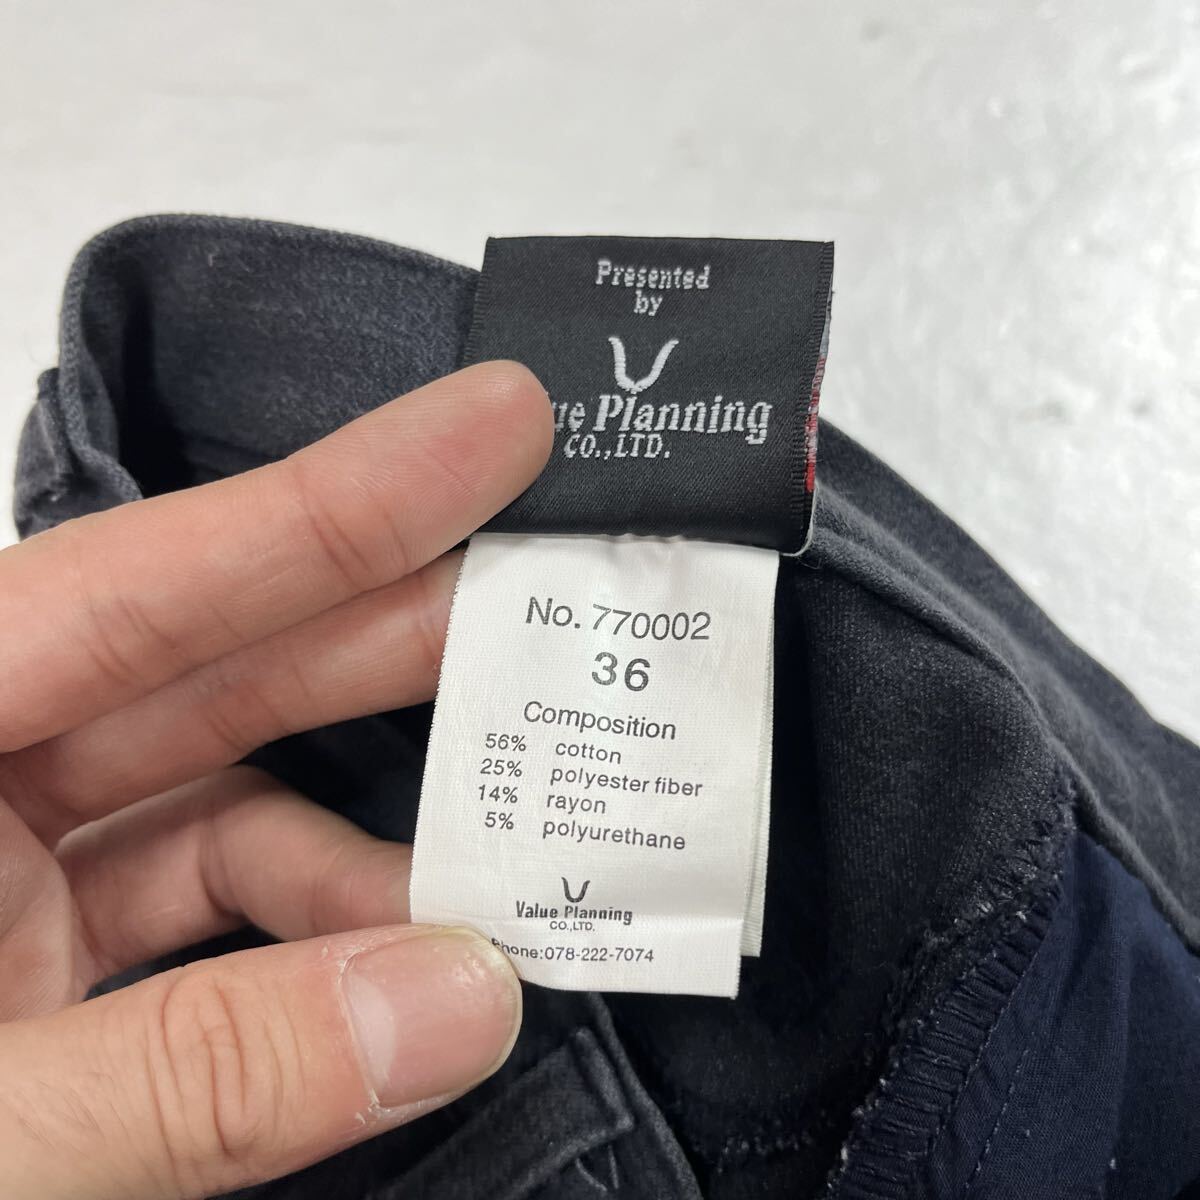 Presented
by
Planning
CO.,LTD.
No. 770002
36
Composition
56% cotton
25% polyester fiber
14% rayon
5% polyurethane
Value Planning
CO.,LTD.
Phone:078-222-7074